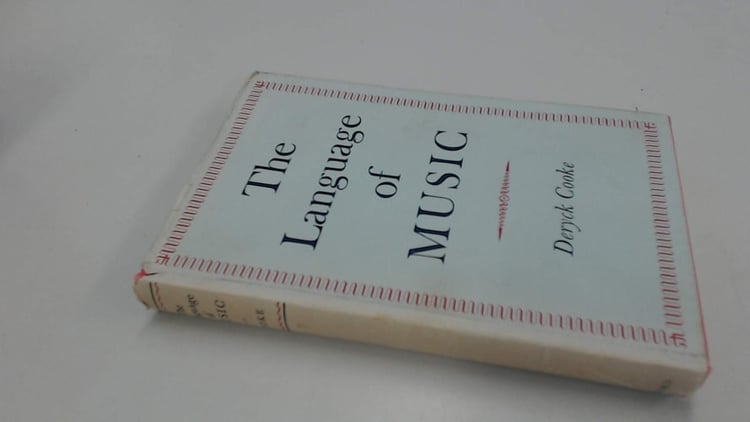 The
Language
of
MUSIC
Deryck Cooke